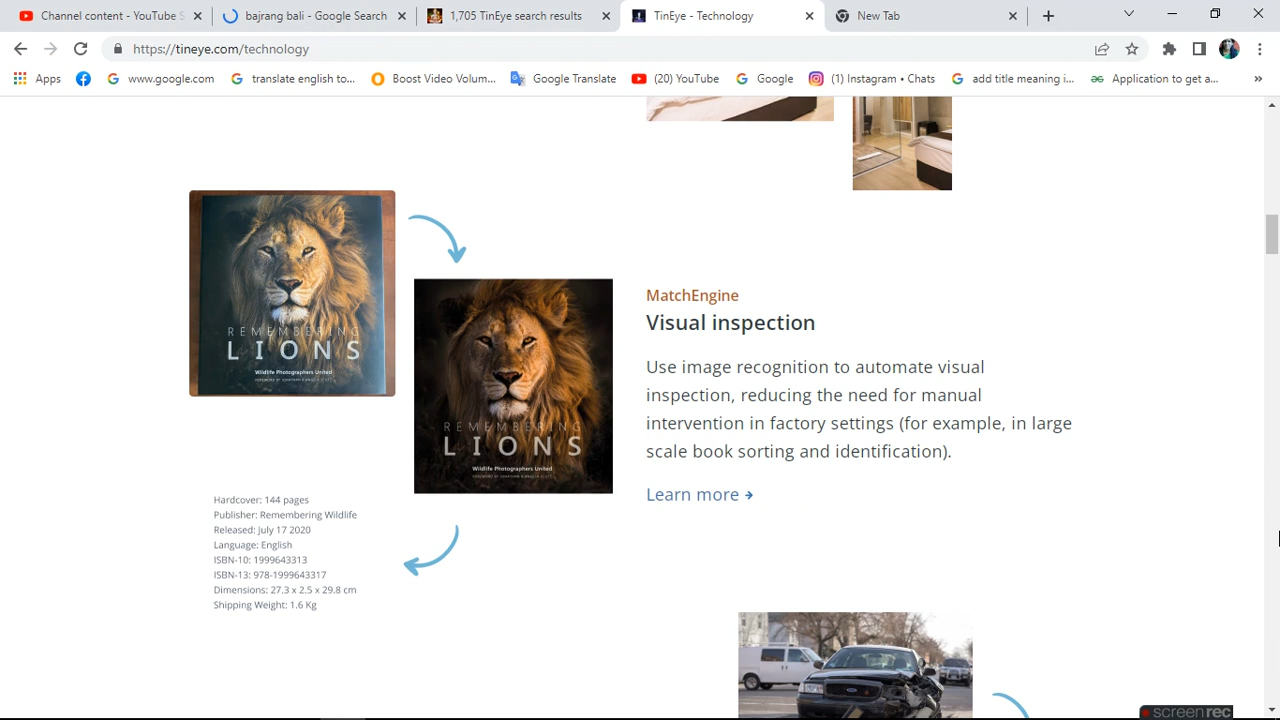 Channel content - YouTube S
bajrang bali - Google Search
1,705 TinEye search results
TinEye - Technology
New Tab
https://tineye.com/technology
Apps
www.google.com
translate english to...
Boost Video Volum...
Google Translate
(20) YouTube
Google
(1) Instagram • Chats
add title meaning i...
Application to get a...
»
REMEMBERING
LIONS
Wildlife Photographers United
REMEMBERING
LIONS
Wildlife Photographers United
MatchEngine
Visual inspection
Use image recognition to automate visual
inspection, reducing the need for manual
intervention in factory settings (for example, in large
scale book sorting and identification).
Learn more
Hardcover: 144 pages
Publisher: Remembering Wildlife
Released: July 17 2020
Language: English
ISBN-10: 1999643313
ISBN-13: 978-1999643317
Dimensions: 27.3 x 2.5 x 29.8 cm
Shipping Weight: 1.6 Kg
screenrec